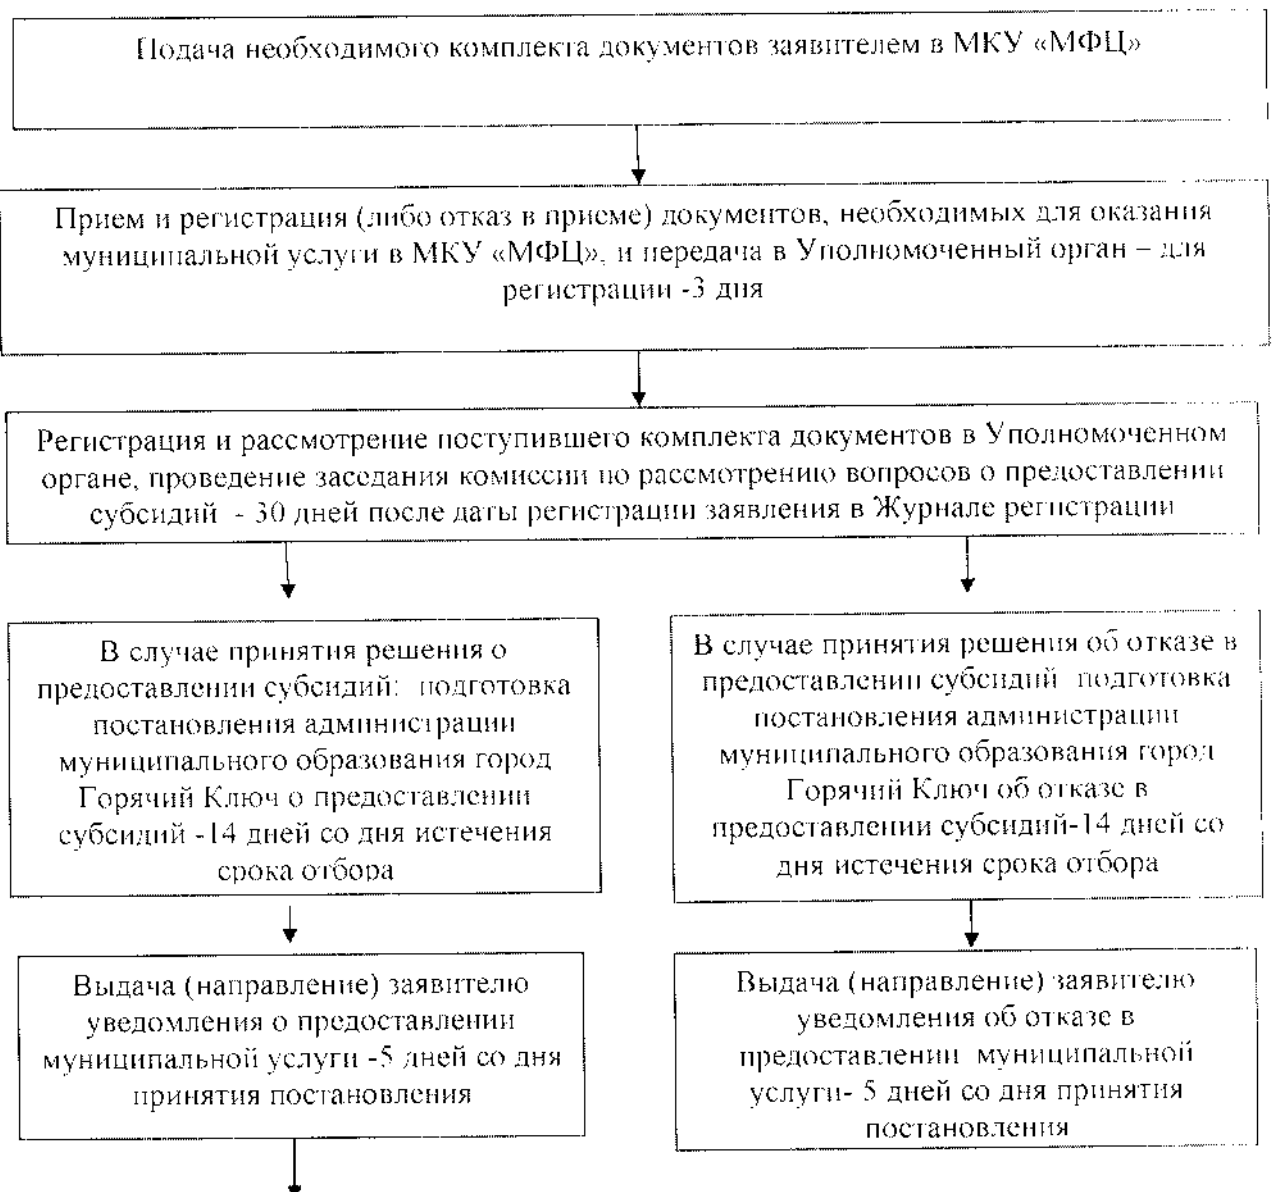 Подача необходимого комплекта документов заявителем в МКУ «МФЦ»
Прием и регистрация (либо отказ в приеме) документов, необходимых для оказания
муниципальной услуги в МКУ «МФЦ», и передача в Уполномоченный орган – для
регистрации -3 дня
Регистрация и рассмотрение поступившего комплекта документов в Уполномоченном
органе, проведение заседания комиссии по рассмотрению вопросов о предоставлении
субсидий - 30 дней после даты регистрации заявления в Журнале регистрации
В случае принятия решения о
предоставлении субсидий: подготовка
постановления администрации
муниципального образования город
Горячий Ключ о предоставлении
субсидий -14 дней со дня истечения
срока отбора
В случае принятия решения об отказе в
предоставлении субсидий подготовка
постановления администрации
муниципального образования город
Горячий Ключ об отказе в
предоставлении субсидий-14 дней со
дня истечения срока отбора
Выдача (направление) заявителю
уведомления о предоставлении
муниципальной услуги -5 дней со дня
принятия постановления
Выдача (направление) заявителю
уведомления об отказе в
предоставлении муниципальной
услуги- 5 дней со дня принятия
постановления